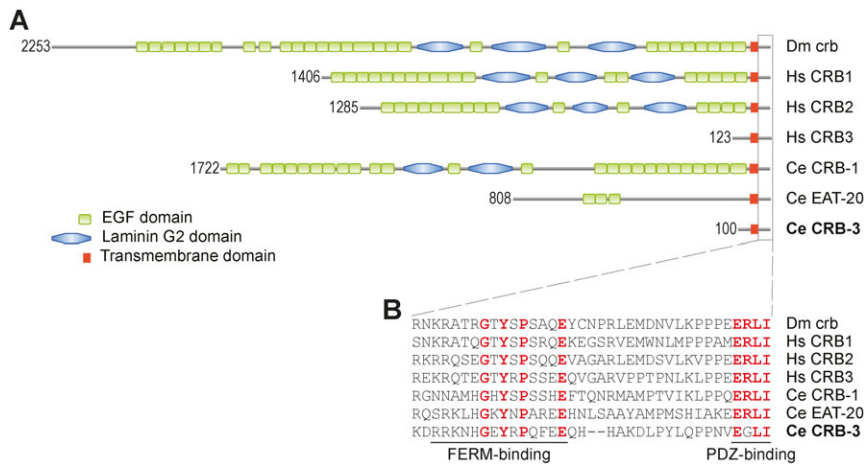 A
2253 Dm crb
1406 Hs CRB1
1285 Hs CRB2
123 Hs CRB3
1722 Ce CRB-1
808 Ce EAT-20
100 Ce CRB-3
EGF domain
Laminin G2 domain
Transmembrane domain
B
RNKRATRGTYSPSAQEYCNPRLEMDNVLKPPPEERLI Dm crb
SNKRATQGTYSPSRQEKEGSRVEMWNLMPPPAMERLI Hs CRB1
RKRRQSEGTYSPSQQEVAGARLEMDSVLKVPPEERLI Hs CRB2
REKRQTEGTYRPSSEEQVGARVPPTPNLKLPPEERLI Hs CRB3
RGNNAMHGHYSPSSHEFTQNRMAMPTVIKLPPQERLI Ce CRB-1
RQSRKLHGKYNPAREEHNLSAAYAMPMSHIAKEERLI Ce EAT-20
KDRRKNHGEYRPQFEEQH--HAKDLPYLQPPNVEGLI Ce CRB-3
FERM-binding PDZ-binding